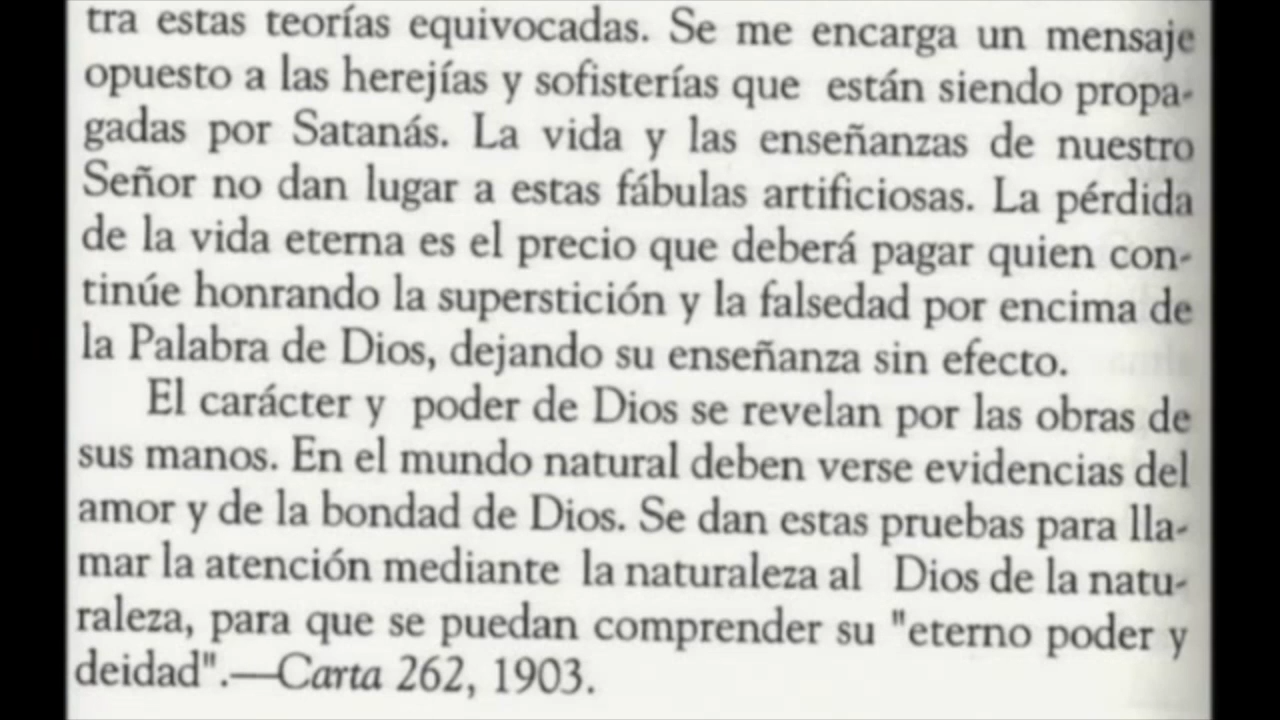 tra estas teorías equivocadas. Se me encarga un mensaje
opuesto a las herejías y sofisterías que están siendo propa-
gadas por Satanás. La vida y las enseñanzas de nuestro
Señor no dan lugar a estas fábulas artificiosas. La pérdida
de la vida eterna es el precio que deberá pagar quien con-
tinúe honrando la superstición y la falsedad por encima de
la Palabra de Dios, dejando su enseñanza sin efecto.
El carácter y poder de Dios se revelan por las obras de
sus manos. En el mundo natural deben verse evidencias del
amor y de la bondad de Dios. Se dan estas pruebas para lla-
mar la atención mediante la naturaleza al Dios de la natu-
raleza, para que se puedan comprender su "eterno poder y
deidad".—Carta 262, 1903.